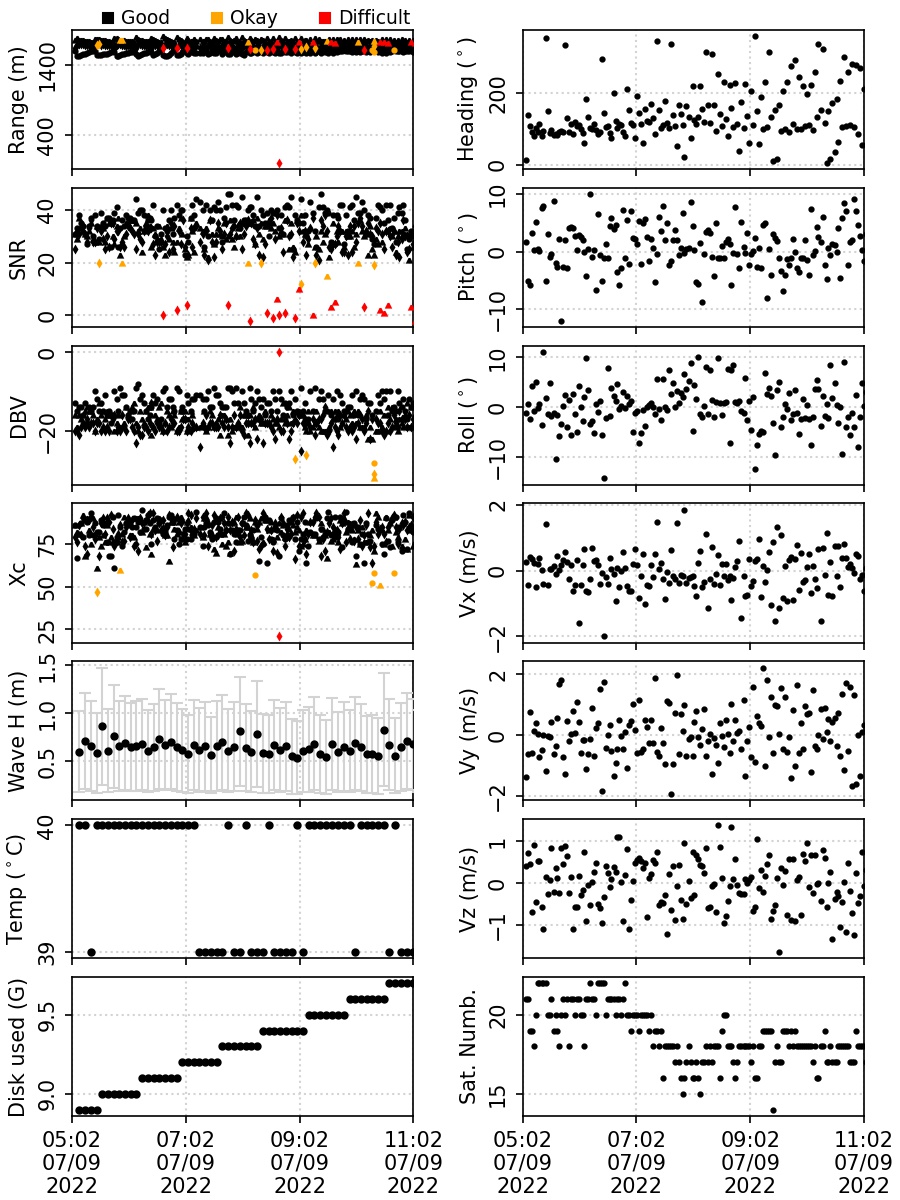 Good Okay Difficult
Range (m)
1400
400
Heading (°)
200
0
SNR
40
20
0
Pitch (°)
10
0
−10
DBV
0
−20
Roll (°)
10
0
−10
Xc
75
50
25
Vx (m/s)
2
0
−2
Wave H (m)
1.5
1.0
0.5
Vy (m/s)
2
0
−2
Temp (°C)
40
39
Vz (m/s)
1
0
−1
Disk used (G)
9.5
9.0
Sat. Numb.
20
15
05:02 07:02 09:02 11:02
07/09 07/09 07/09 07/09
2022 2022 2022 2022
05:02 07:02 09:02 11:02
07/09 07/09 07/09 07/09
2022 2022 2022 2022